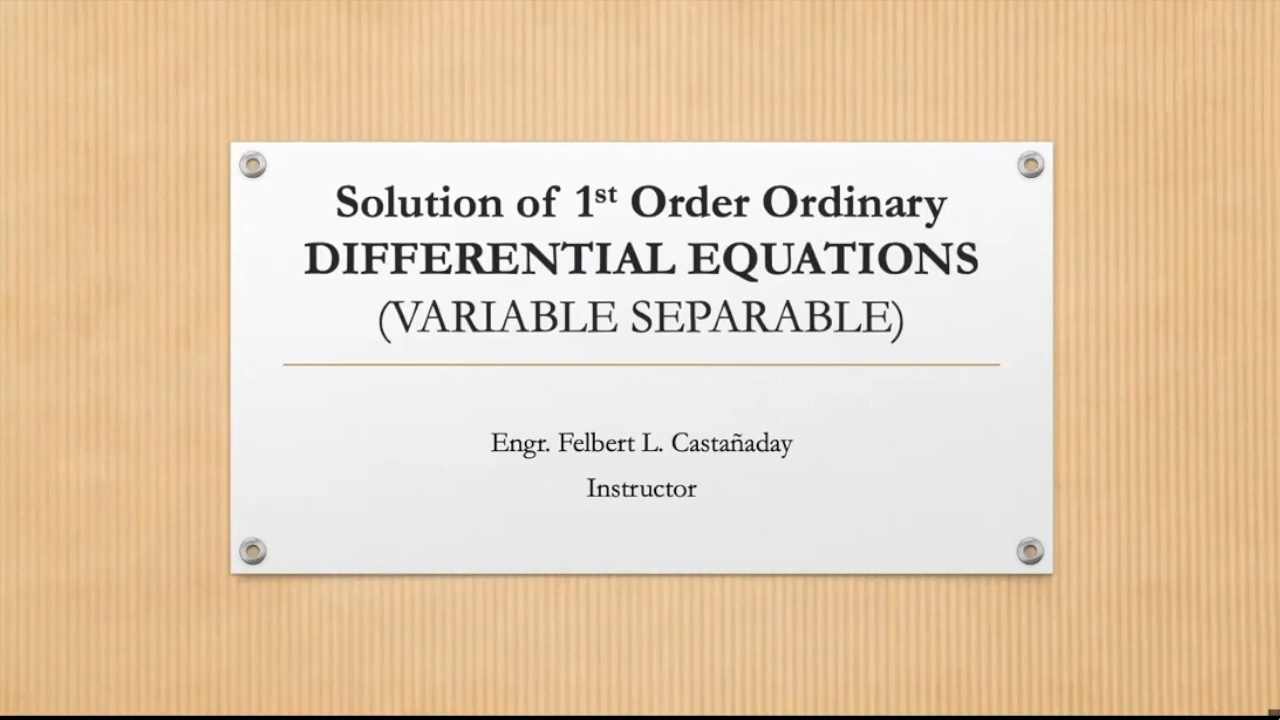 Solution of 1st Order Ordinary
DIFFERENTIAL EQUATIONS
(VARIABLE SEPARABLE)
Engr. Felbert L. Castañaday
Instructor